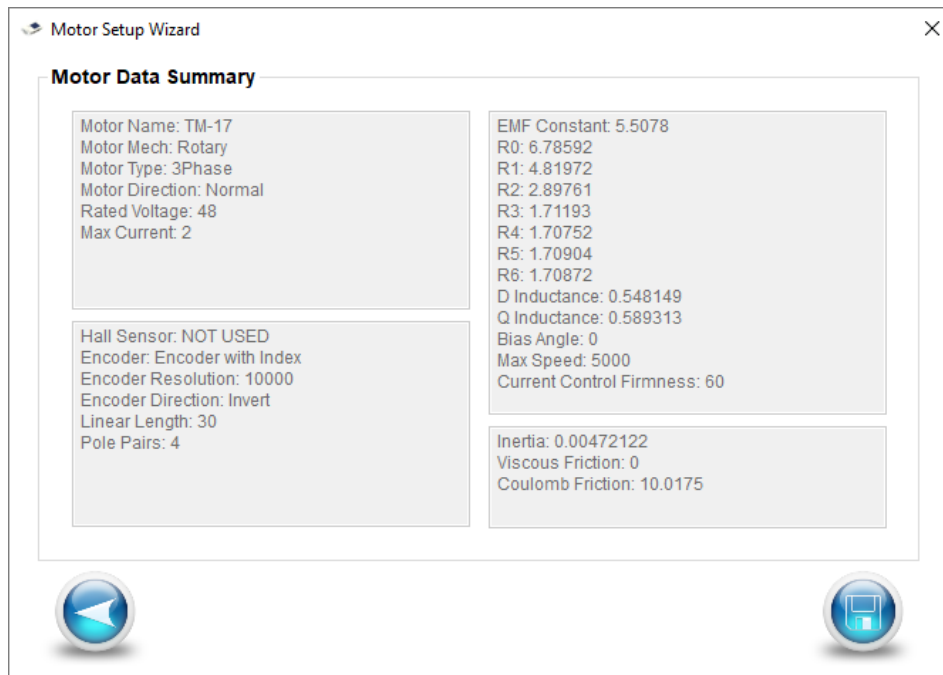 Motor Setup Wizard
Motor Data Summary
Motor Name: TM-17
Motor Mech: Rotary
Motor Type: 3Phase
Motor Direction: Normal
Rated Voltage: 48
Max Current: 2
Hall Sensor: NOT USED
Encoder: Encoder with Index
Encoder Resolution: 10000
Encoder Direction: Invert
Linear Length: 30
Pole Pairs: 4
EMF Constant: 5.5078
R0: 6.78592
R1: 4.81972
R2: 2.89761
R3: 1.71193
R4: 1.70752
R5: 1.70904
R6: 1.70872
D Inductance: 0.548149
Q Inductance: 0.589313
Bias Angle: 0
Max Speed: 5000
Current Control Firmness: 60
Inertia: 0.00472122
Viscous Friction: 0
Coulomb Friction: 10.0175